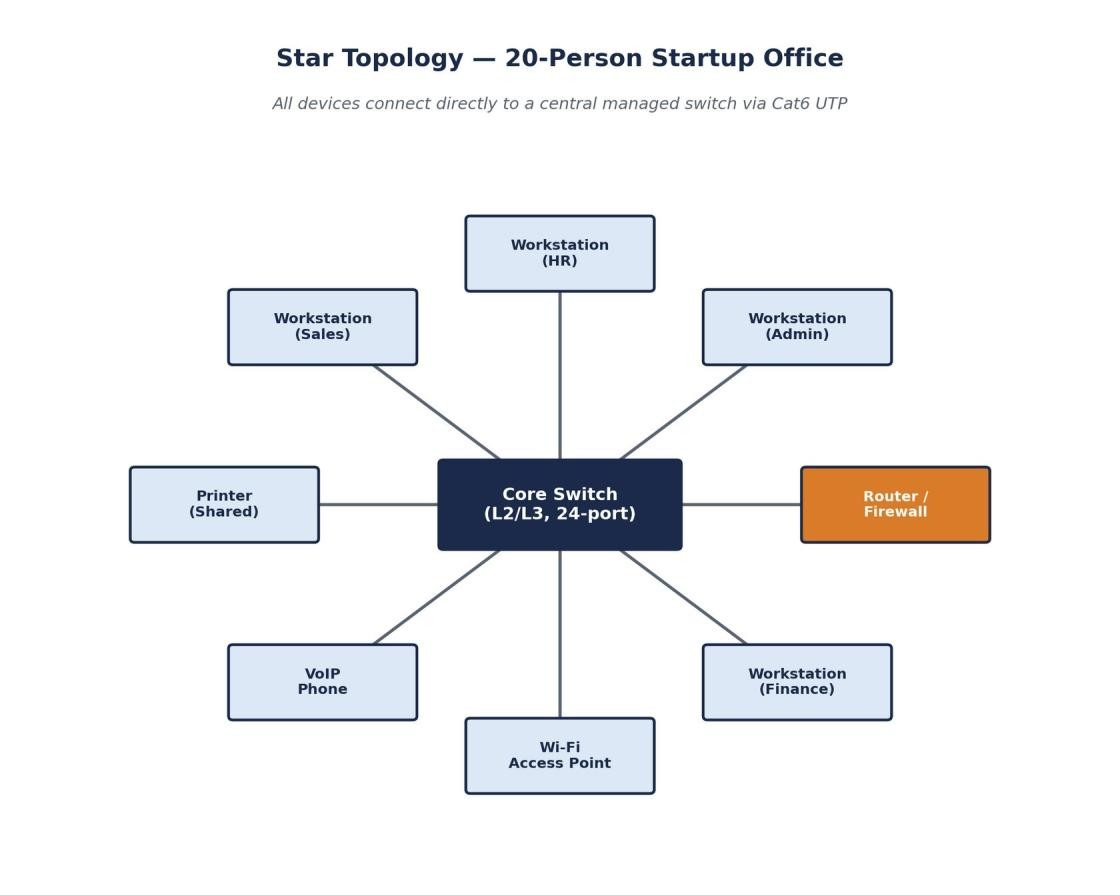 Star Topology — 20-Person Startup Office
All devices connect directly to a central managed switch via Cat6 UTP
Workstation
(HR)
Workstation
(Sales)
Workstation
(Admin)
Printer
(Shared)
Core Switch
(L2/L3, 24-port)
Router /
Firewall
VoIP
Phone
Workstation
(Finance)
Wi-Fi
Access Point